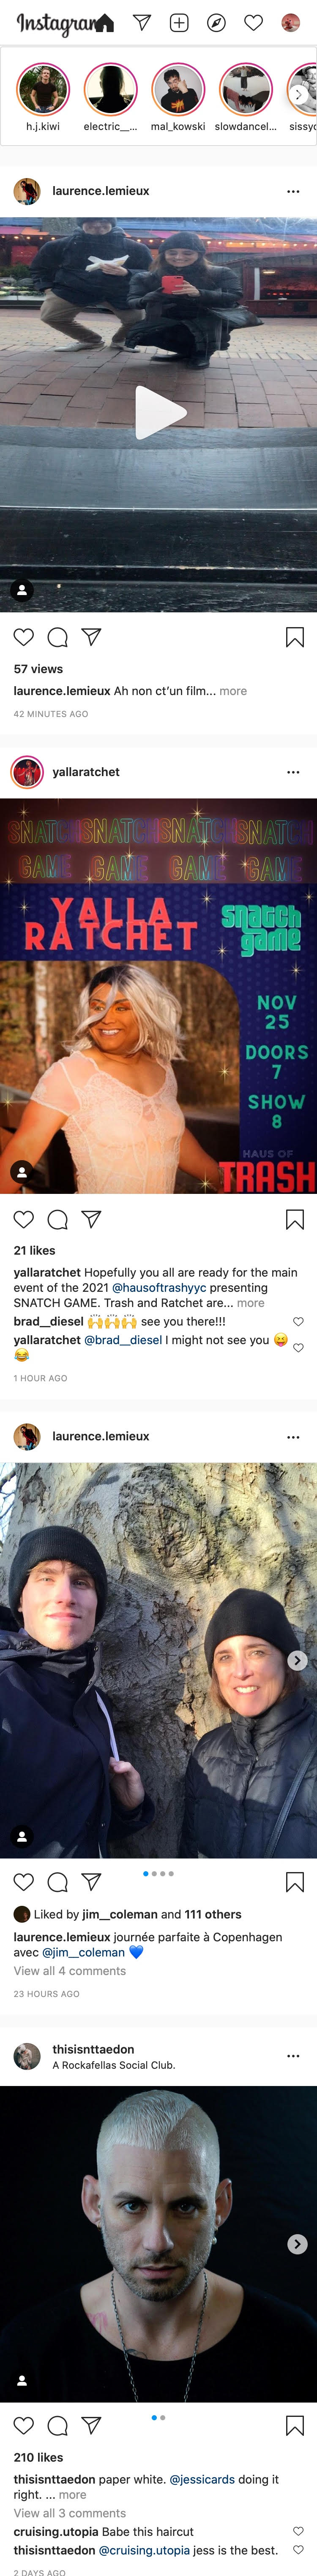 Instagram
h.j.kiwi electric__... mal_kowski slowdancel... sissyc
laurence.lemieux
57 views
laurence.lemieux Ah non ct'un film... more
42 MINUTES AGO
yallaratchet
SNATCHSNATCHSNATCHSNATCH
GAME GAME GAME GAME
YALLA
RATCHET
snatch
game
NOV
25
DOORS
7
SHOW
8
HAUS OF
TRASH
21 likes
yallaratchet Hopefully you all are ready for the main
event of the 2021 @hausoftrashyyc presenting
SNATCH GAME. Trash and Ratchet are... more
brad__diesel 🙌🙌🙌 see you there!!!
yallaratchet @brad__diesel I might not see you 😝
😂
1 HOUR AGO
laurence.lemieux
Liked by jim__coleman and 111 others
laurence.lemieux journée parfaite à Copenhagen
avec @jim__coleman 💙
View all 4 comments
23 HOURS AGO
thisisnttaedon
A Rockafellas Social Club.
210 likes
thisisnttaedon paper white. @jessicards doing it
right. ... more
View all 3 comments
cruising.utopia Babe this haircut
thisisnttaedon @cruising.utopia jess is the best.
2 DAYS AGO